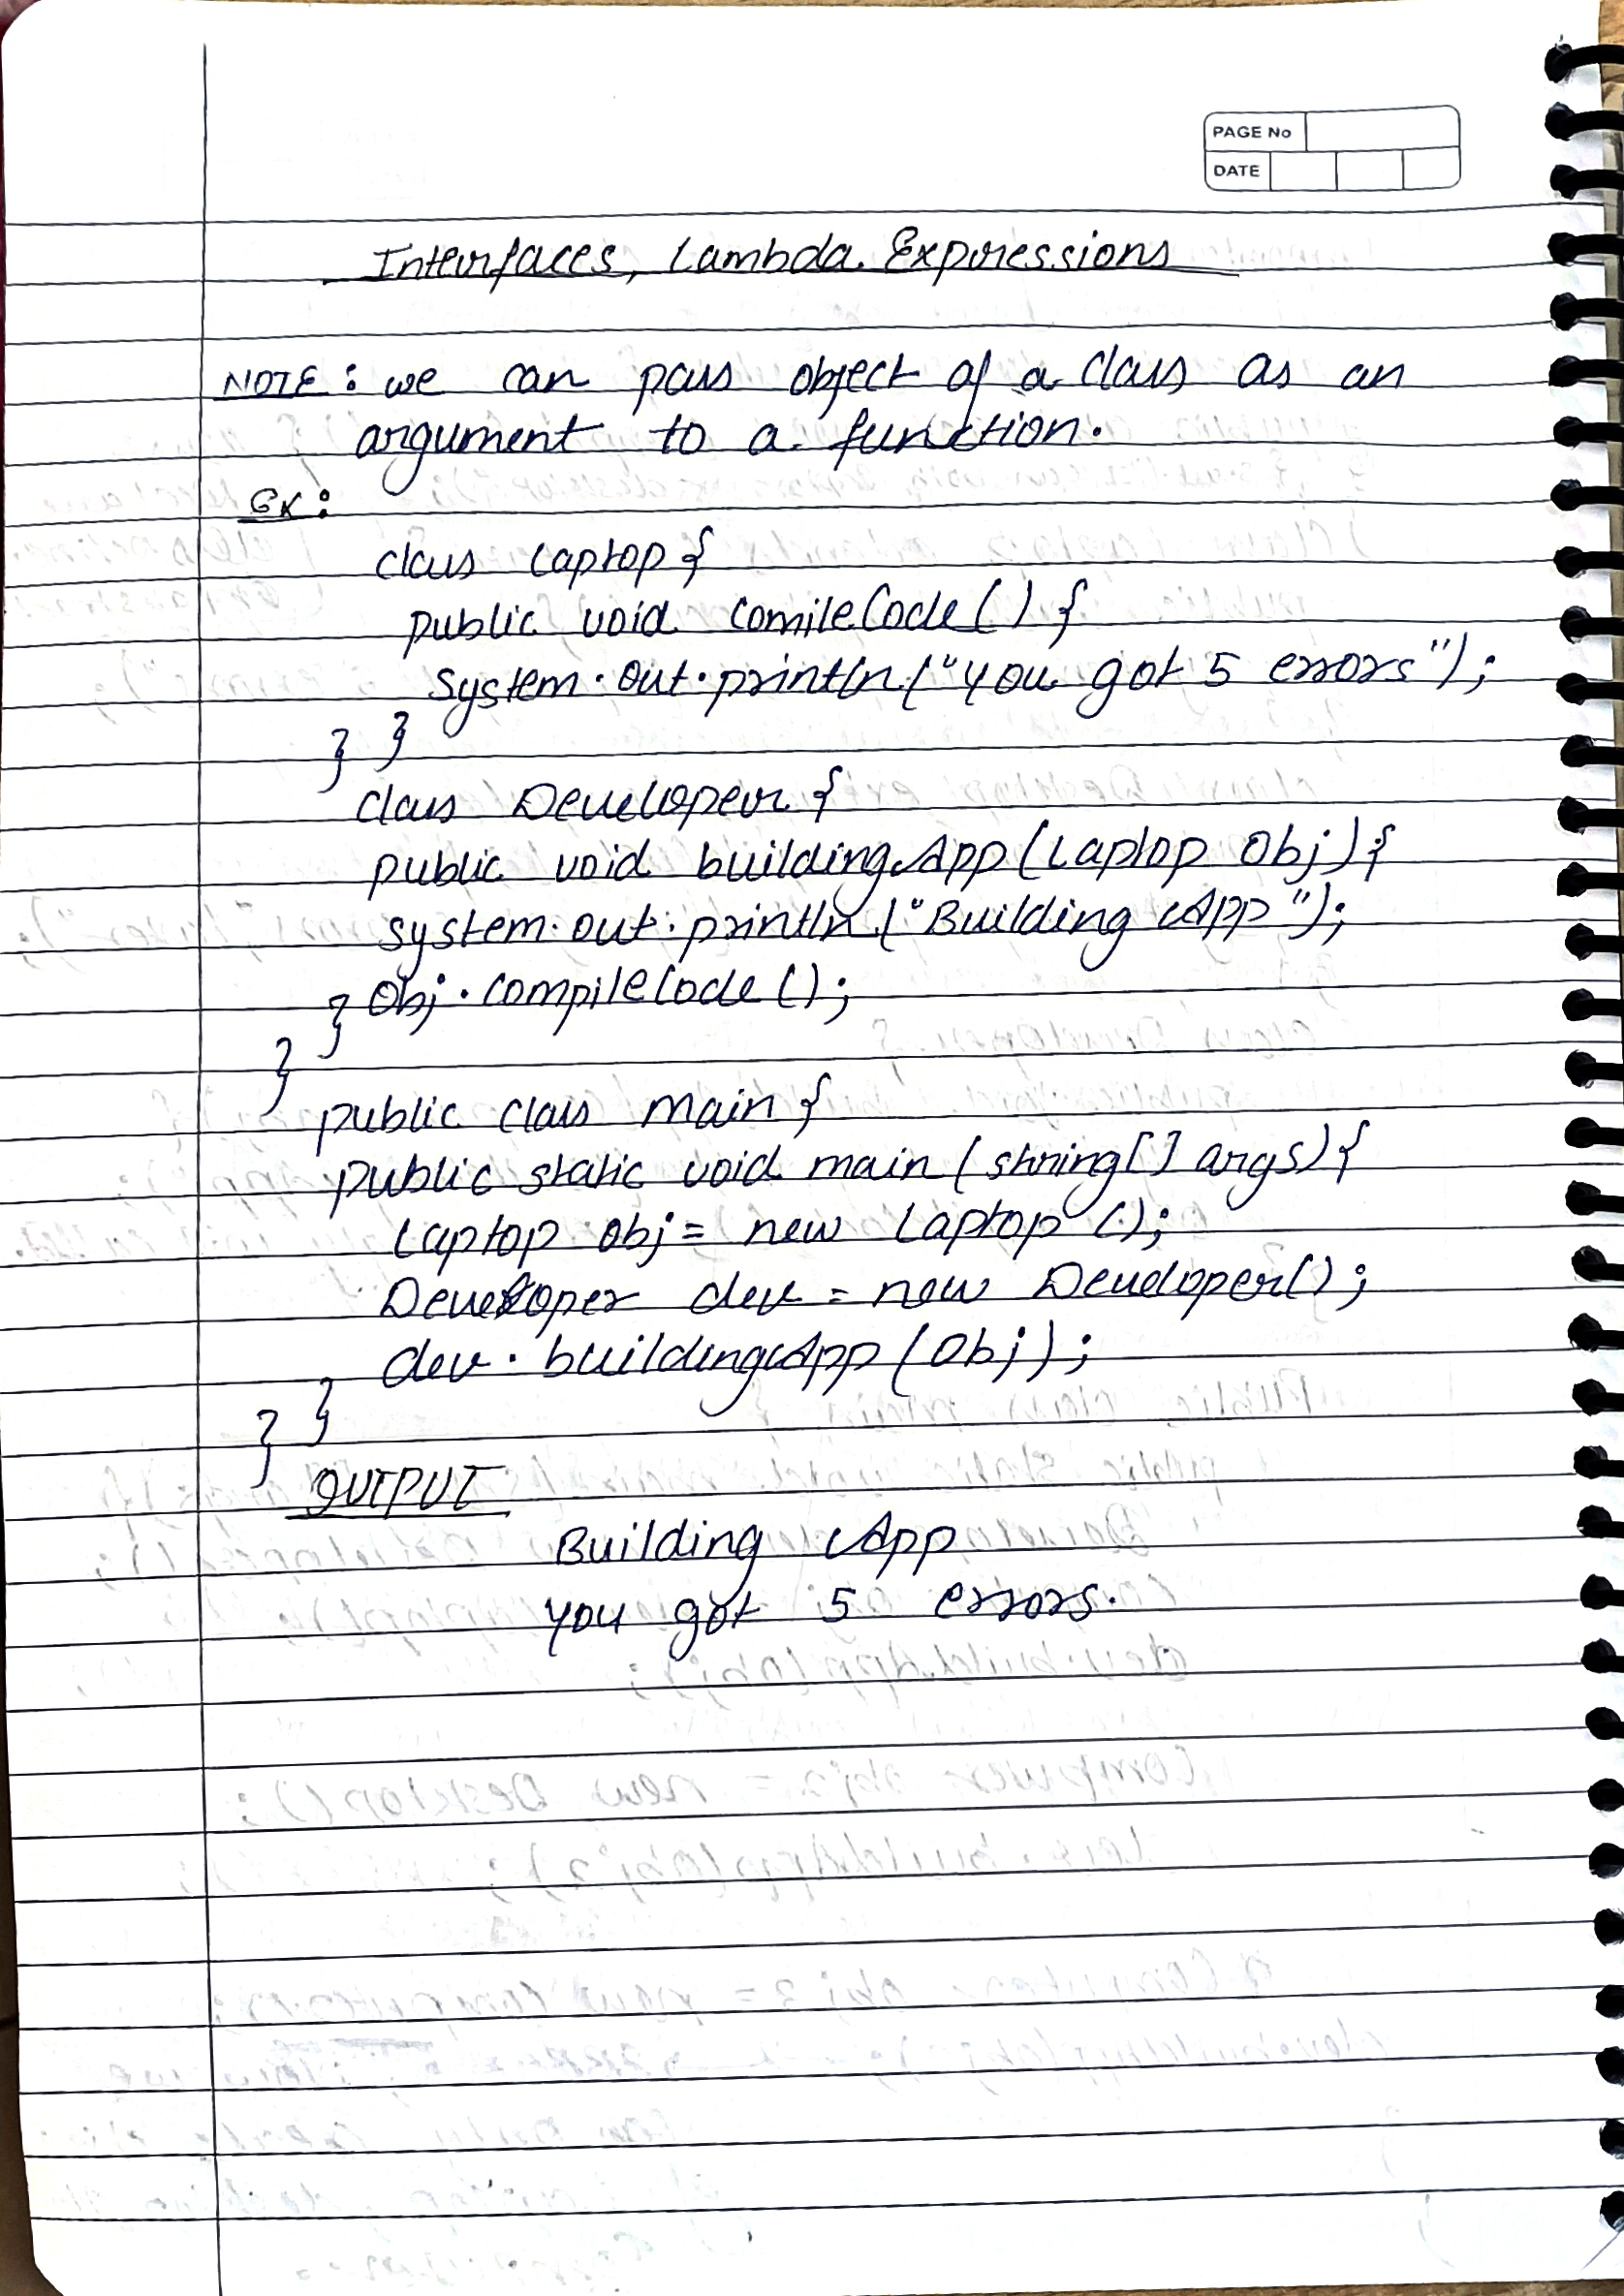 PAGE No
DATE
Interfaces, Lambda Expressions
NOTE: we can pass object of a class as an
argument to a function.
Ex:
class Laptop {
public void comileCode() {
System.out.println("You got 5 errors");
} }
class Developer {
public void buildingApp(Laptop obj) {
system.out.println("Building App");
} obj.compileCode();
}
public class main {
public static void main (string[] args) {
Laptop obj = new Laptop ();
Developer dev = new Developer();
dev.buildingApp(obj);
} }
OUTPUT
Building App
you got 5 errors.